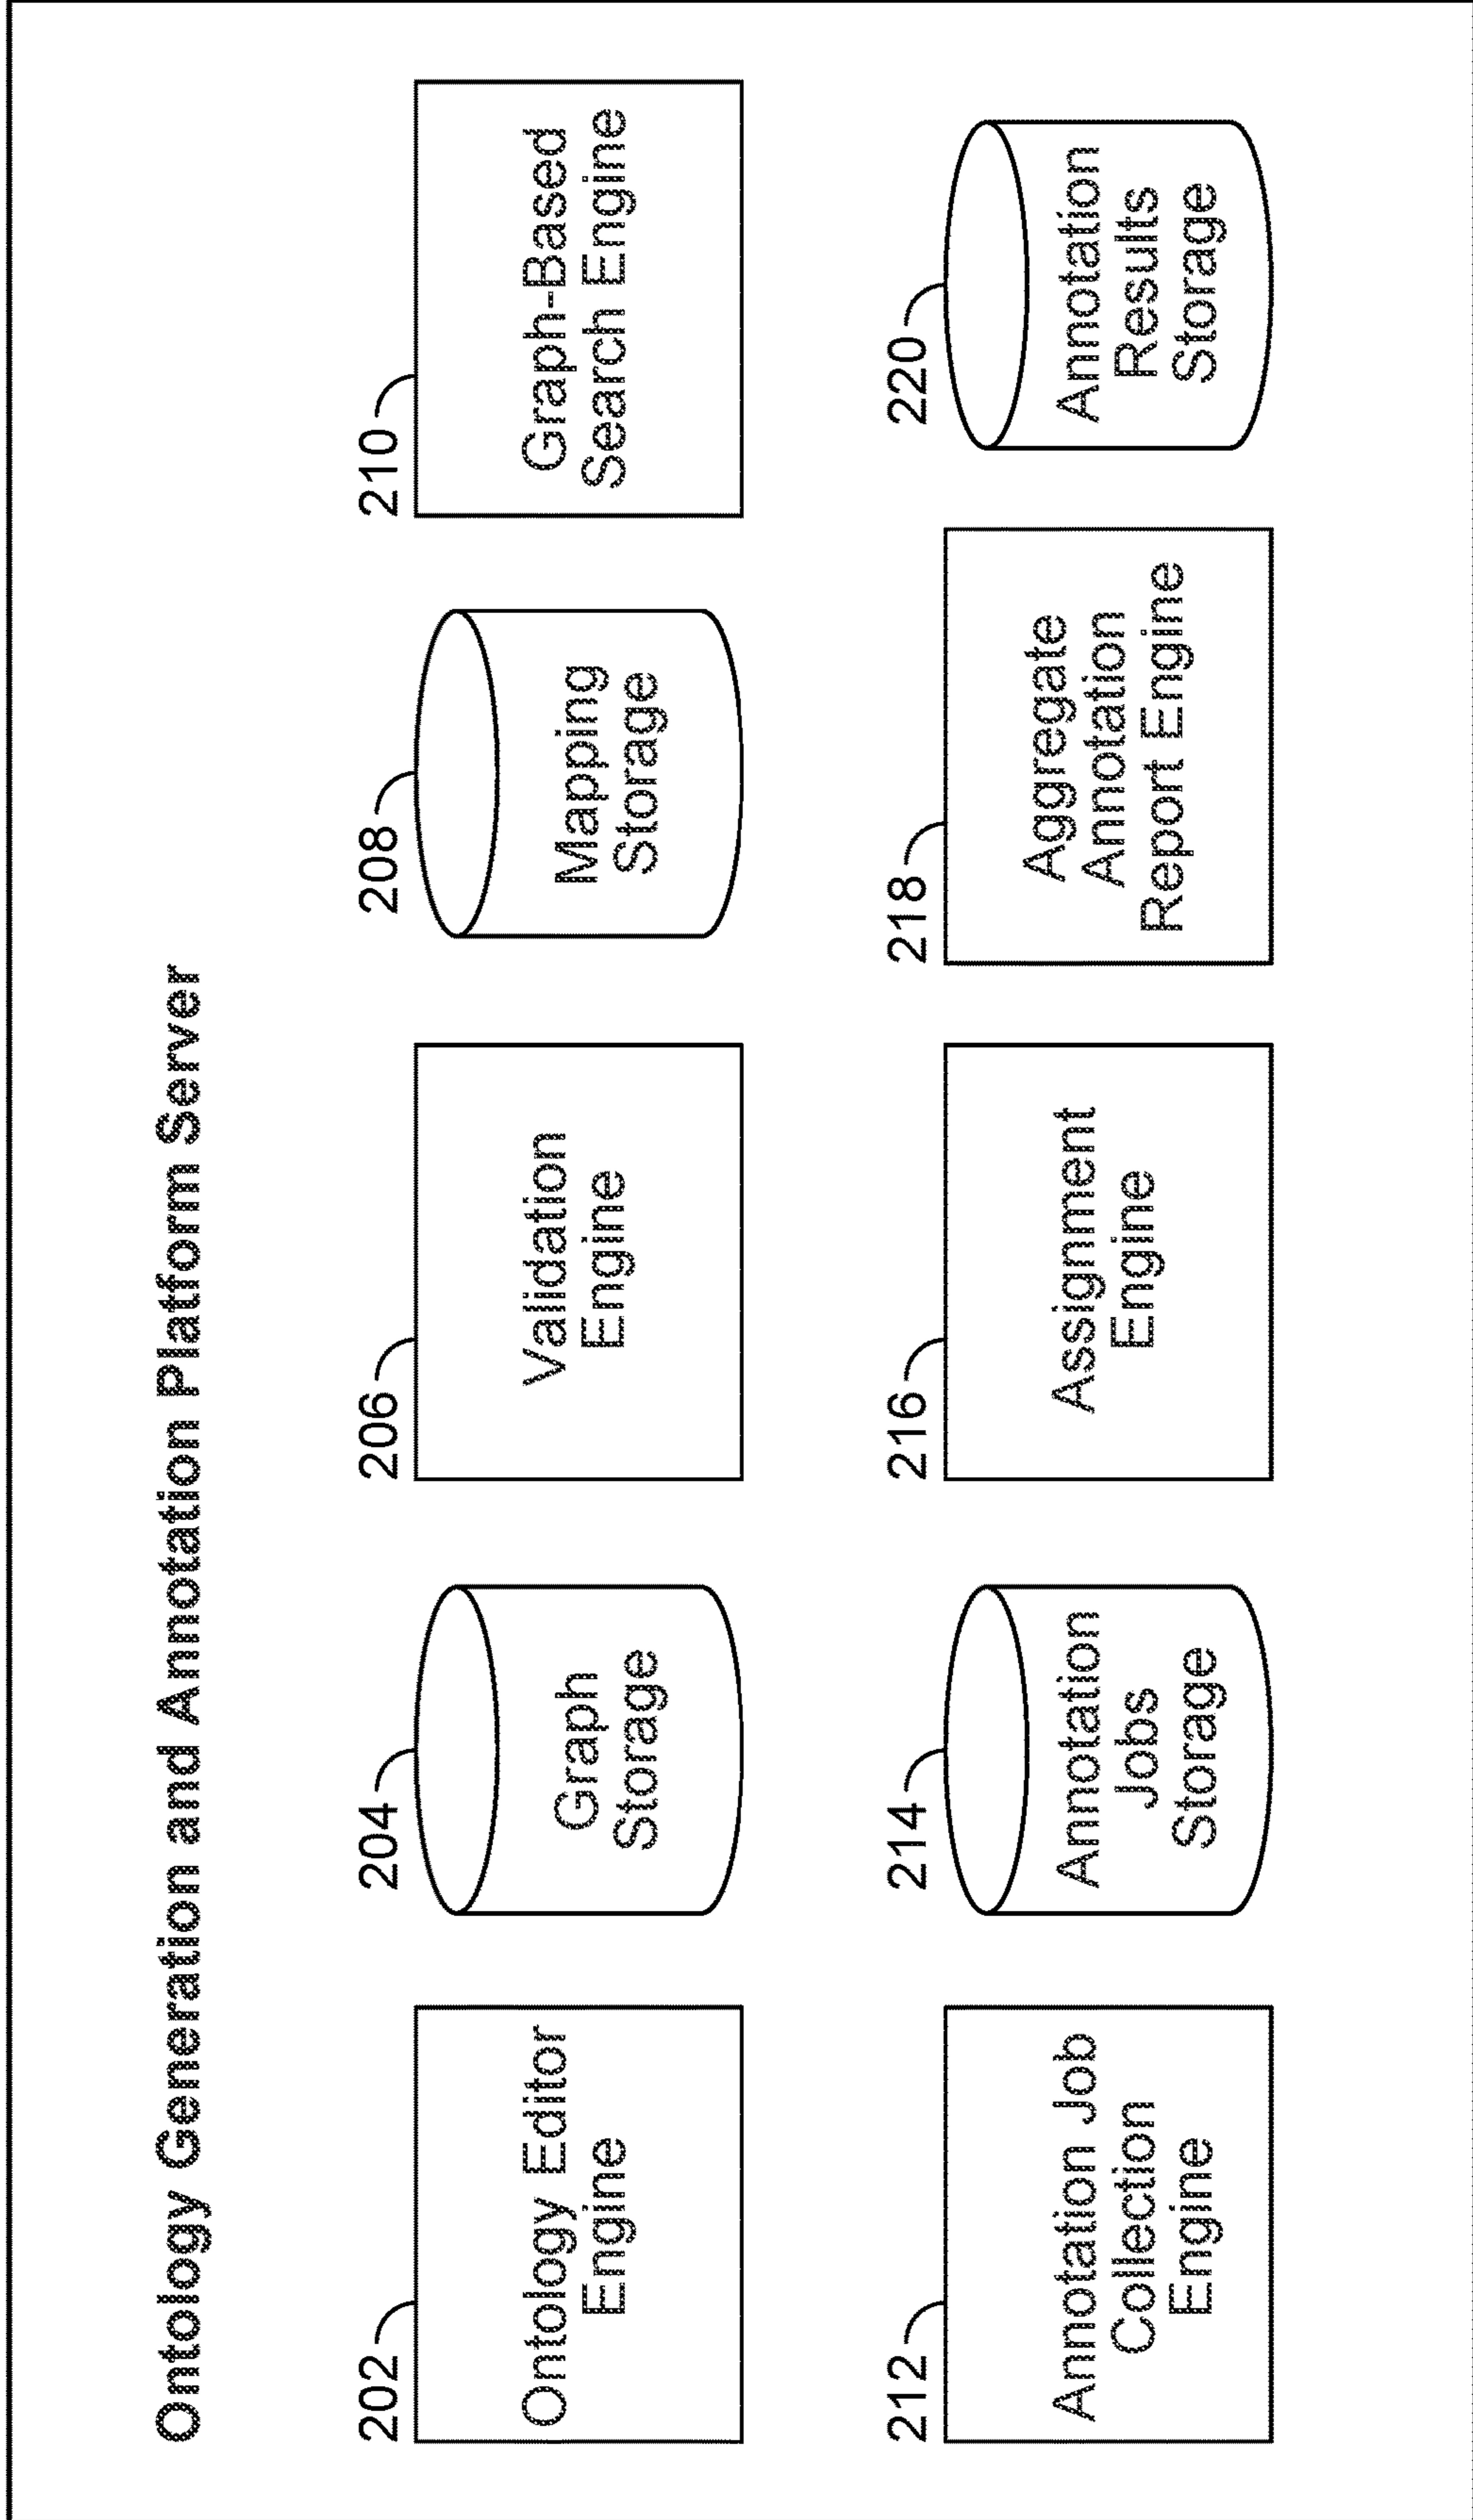 Ontology Generation and Annotation Platform Server
202
Ontology Editor
Engine
204
Graph
Storage
206
Validation
Engine
208
Mapping
Storage
210
Graph-Based
Search Engine
212
Annotation Job
Collection
Engine
214
Annotation
Jobs
Storage
216
Assignment
Engine
218
Aggregate
Annotation
Report Engine
220
Annotation
Results
Storage